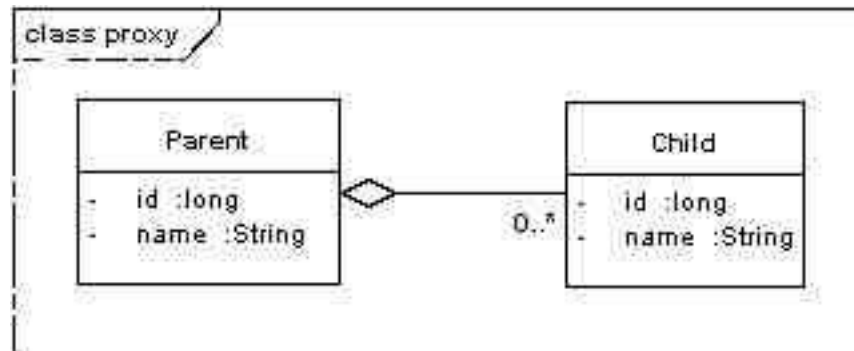 class proxy
Parent
- id :long
- name :String
0..*
Child
- id :long
- name :String